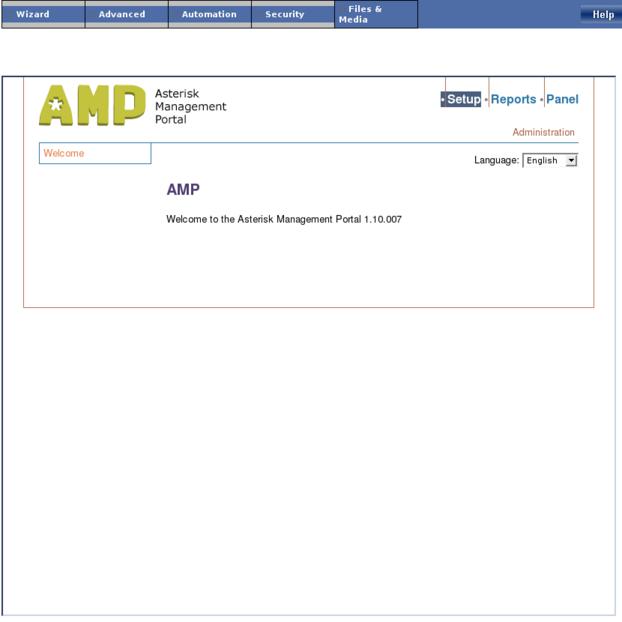 Wizard Advanced Automation Security Files & Media Help
AMP Asterisk Management Portal
• Setup • Reports • Panel
Administration
Welcome
Language: English
AMP
Welcome to the Asterisk Management Portal 1.10.007